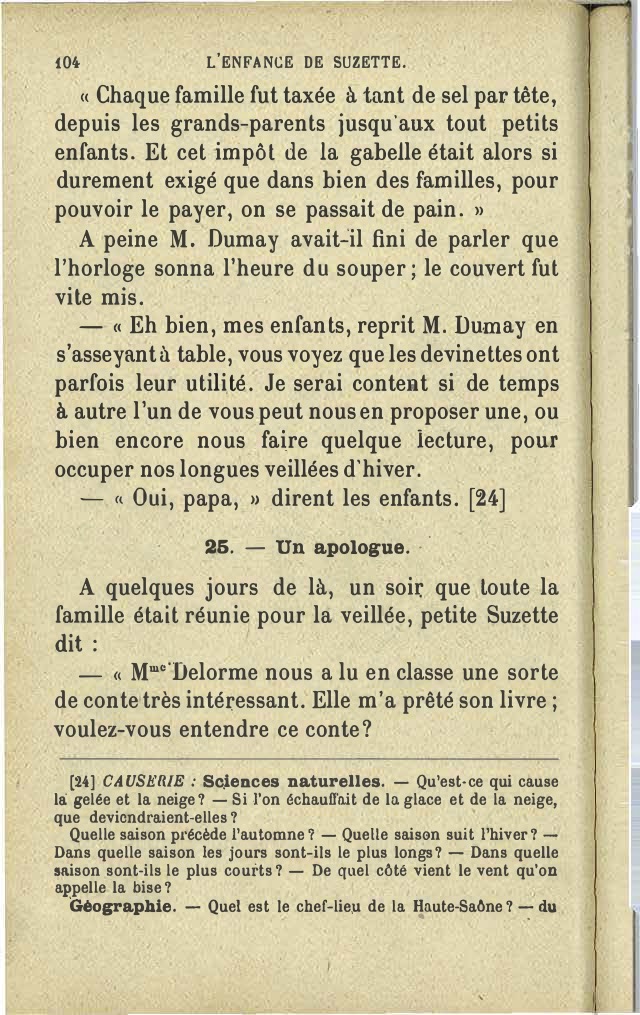 104 L'ENFANCE DE SUZETTE.
« Chaque famille fut taxée à tant de sel par tête,
depuis les grands-parents jusqu'aux tout petits
enfants. Et cet impôt de la gabelle était alors si
durement exigé que dans bien des familles, pour
pouvoir le payer, on se passait de pain. »
A peine M. Dumay avait-il fini de parler que
l'horloge sonna l'heure du souper ; le couvert fut
vite mis.
— « Eh bien, mes enfants, reprit M. Dumay en
s'asseyant à table, vous voyez que les devinettes ont
parfois leur utilité. Je serai content si de temps
à autre l'un de vous peut nous en proposer une, ou
bien encore nous faire quelque lecture, pour
occuper nos longues veillées d'hiver.
— « Oui, papa, » dirent les enfants. [24]
25. — Un apologue.
A quelques jours de là, un soir que toute la
famille était réunie pour la veillée, petite Suzette
dit :
— « Mme Delorme nous a lu en classe une sorte
de conte très intéressant. Elle m'a prêté son livre ;
voulez-vous entendre ce conte ?
[24] CAUSERIE : Sciences naturelles. — Qu'est-ce qui cause
la gelée et la neige ? — Si l'on échauffait de la glace et de la neige,
que deviendraient-elles ?
Quelle saison précède l'automne ? — Quelle saison suit l'hiver ? —
Dans quelle saison les jours sont-ils le plus longs ? — Dans quelle
saison sont-ils le plus courts ? — De quel côté vient le vent qu'on
appelle la bise ?
Géographie. — Quel est le chef-lieu de la Haute-Saône ? — du